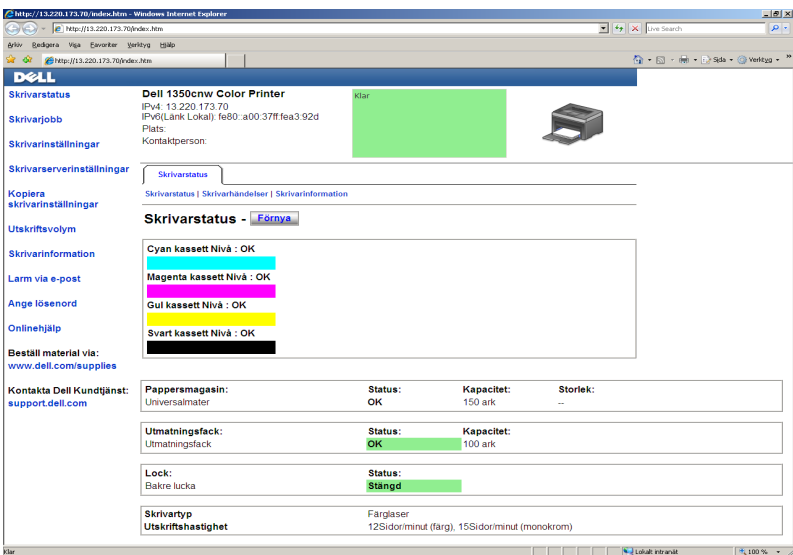 http://13.220.173.70/index.htm - Windows Internet Explorer
http://13.220.173.70/index.htm
Live Search
Arkiv Redigera Visa Favoriter Verktyg Hjälp
http://13.220.173.70/index.htm
Sida Verktyg
DELL
Skrivarstatus
Skrivarjobb
Skrivarinställningar
Skrivarserverinställningar
Kopiera
skrivarinställningar
Utskriftsvolym
Skrivarinformation
Larm via e-post
Ange lösenord
Onlinehjälp
Beställ material via:
www.dell.com/supplies
Kontakta Dell Kundtjänst:
support.dell.com
Dell 1350cnw Color Printer
IPv4: 13.220.173.70
IPv6(Länk Lokal): fe80::a00:37ff:fea3:92d
Plats:
Kontaktperson:
Klar
Skrivarstatus
Skrivarstatus | Skrivarhändelser | Skrivarinformation
Skrivarstatus - Förnya
Cyan kassett Nivå : OK
Magenta kassett Nivå : OK
Gul kassett Nivå : OK
Svart kassett Nivå : OK
Pappersmagasin: Status: Kapacitet: Storlek:
Universalmater OK 150 ark --
Utmatningsfack: Status: Kapacitet:
Utmatningsfack OK 100 ark
Lock: Status:
Bakre lucka Stängd
Skrivartyp Färglaser
Utskriftshastighet 12Sidor/minut (färg), 15Sidor/minut (monokrom)
Klar Lokalt intranät 100 %